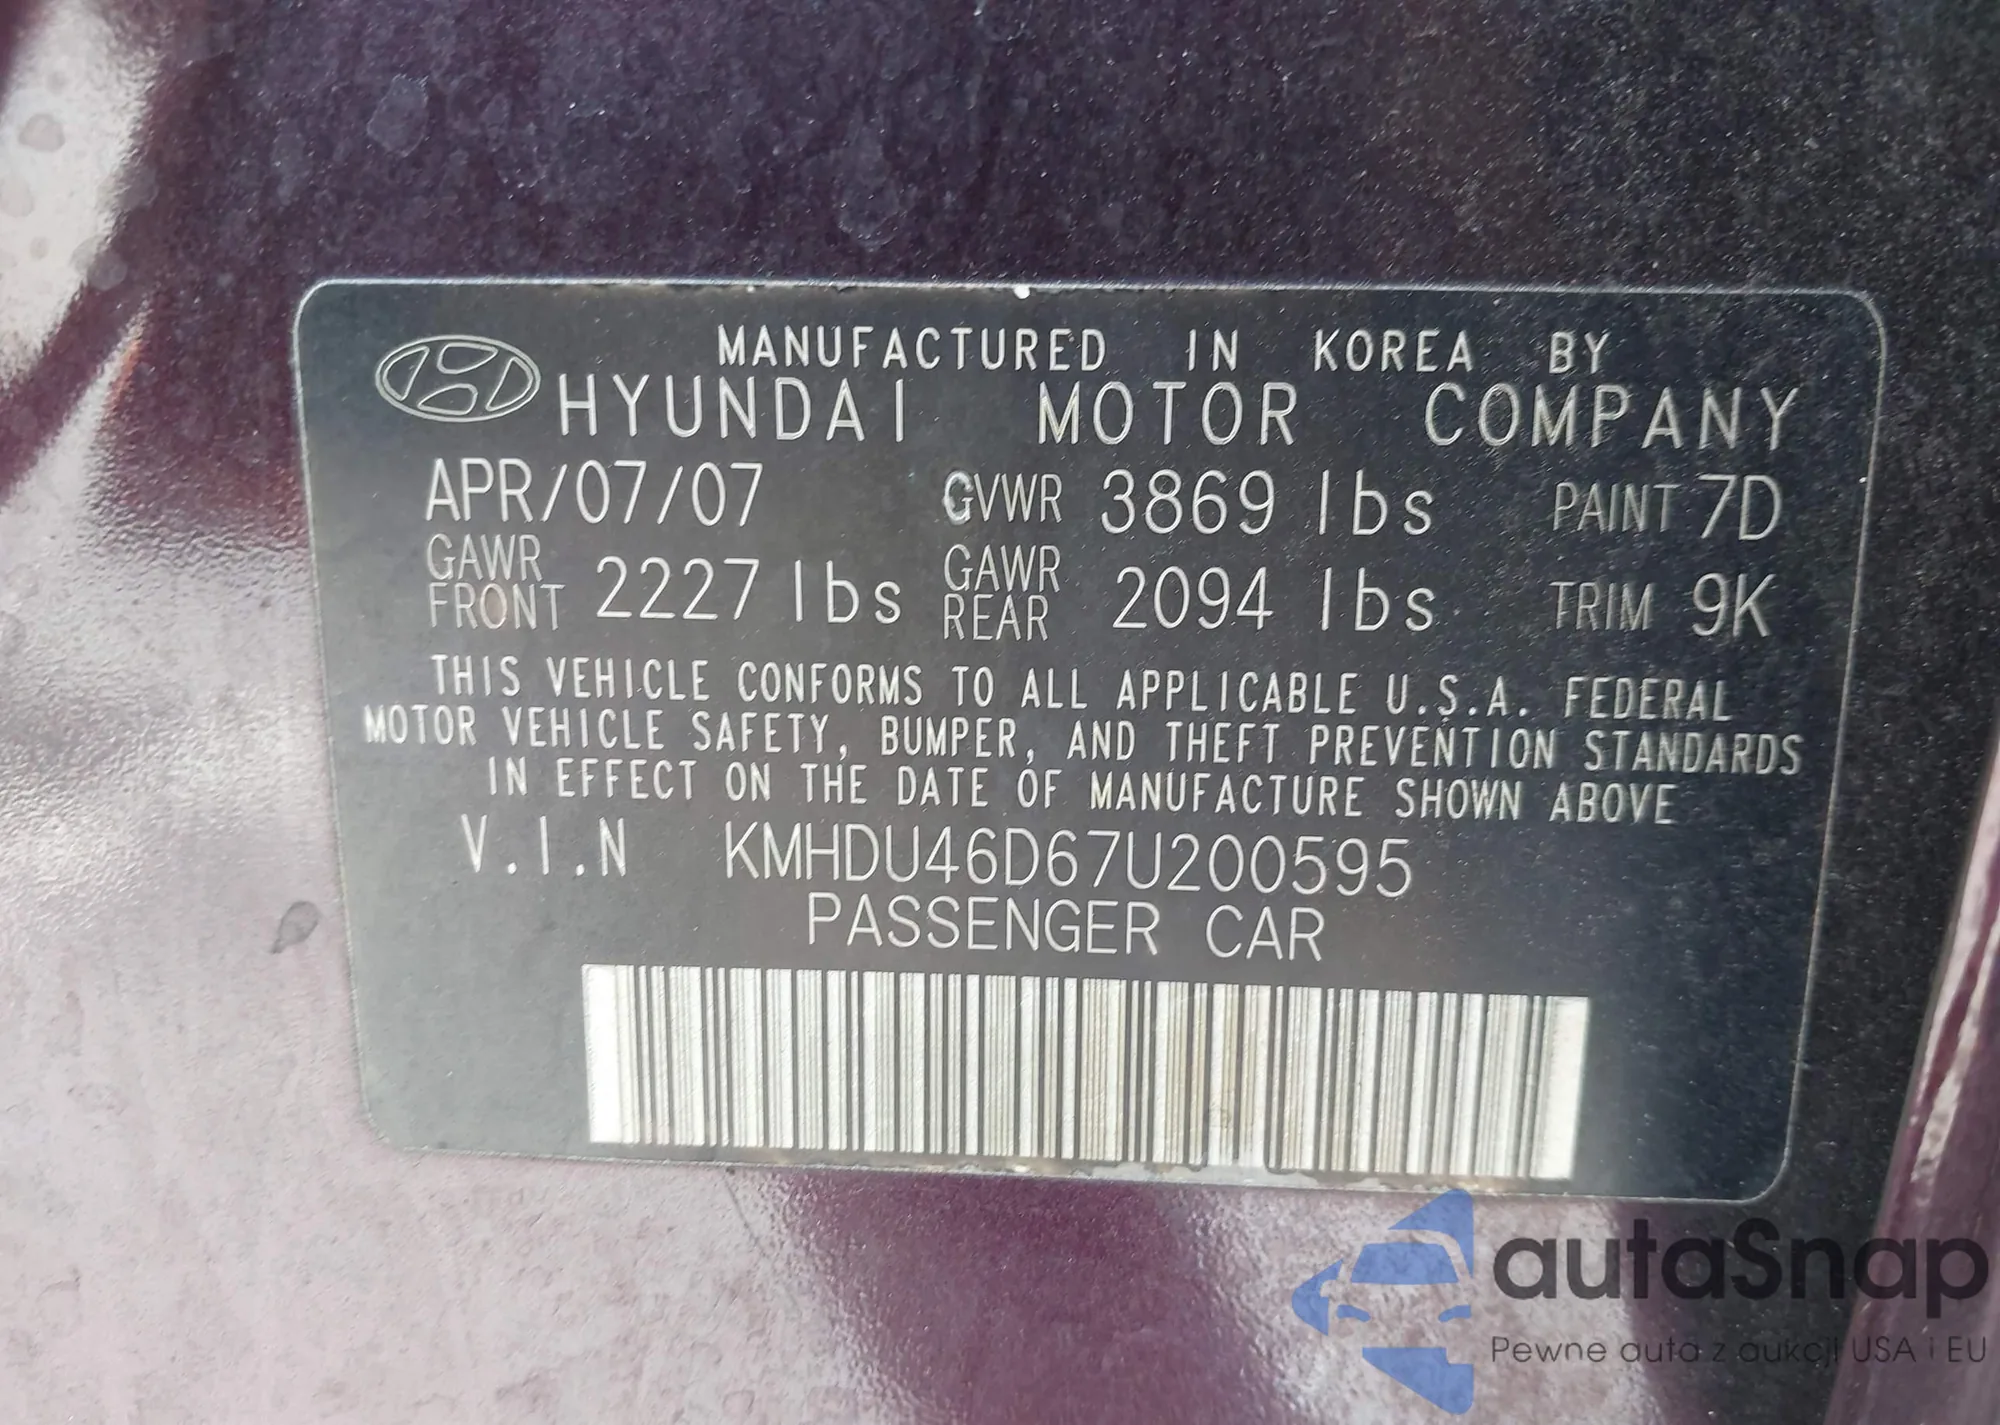 MANUFACTURED IN KOREA BY
HYUNDAI MOTOR COMPANY
APR/07/07 GVWR 3869 lbs PAINT 7D
GAWR FRONT 2227 lbs GAWR REAR 2094 lbs TRIM 9K
THIS VEHICLE CONFORMS TO ALL APPLICABLE U.S.A. FEDERAL
MOTOR VEHICLE SAFETY, BUMPER, AND THEFT PREVENTION STANDARDS
IN EFFECT ON THE DATE OF MANUFACTURE SHOWN ABOVE
V.I.N KMHDU46D67U200595
PASSENGER CAR
autaSnap
Pewne auta z aukcji USA i EU